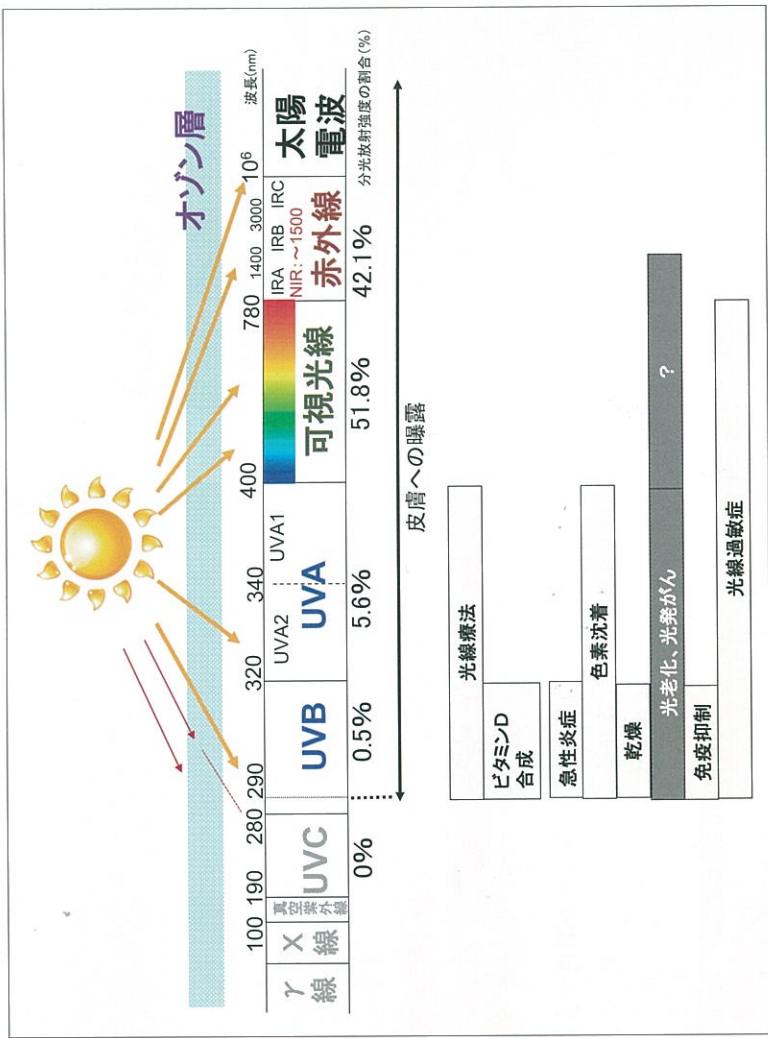 オゾン層
100 190 280 290 320 340 400 780 1400 3000 10⁶ 波長(nm)
γ線
X線
真空紫外線
UVC
UVB
UVA2 UVA1
UVA
可視光線
IRA IRB IRC
NIR:～1500
赤外線
太陽
電波
0% 0.5% 5.6% 51.8% 42.1% 分光放射強度の割合(%)
皮膚への曝露
光線療法
ビタミンD
合成
急性炎症
色素沈着
乾燥
光老化、光発がん ?
免疫抑制
光線過敏症